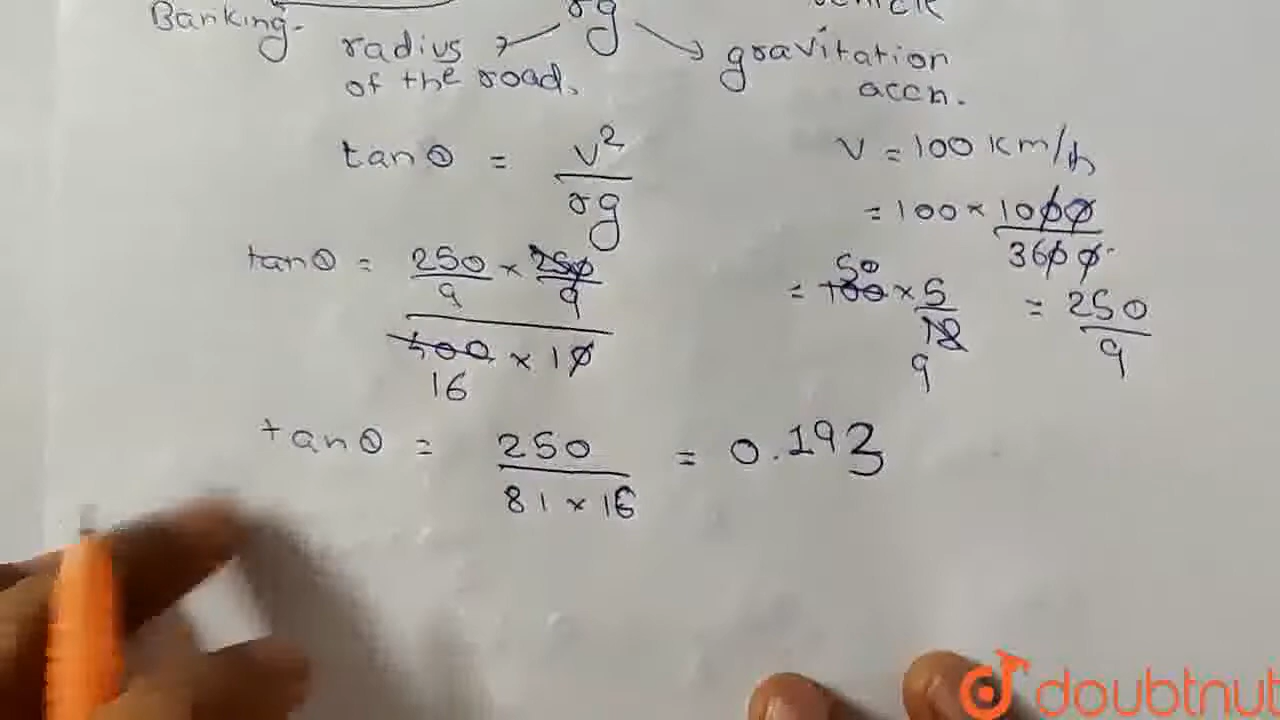 Banking. rg vehicle
radius of the road.
gravitation accn.
tanθ = v² / rg
v = 100 km/h
= 100 × 1000 / 3600
tanθ = 250/9 × 250/9 / 400 × 10
16
50
= 100 × 5 / 18 = 250 / 9
9
tanθ = 250 / 81 × 16 = 0.193
doubtnut